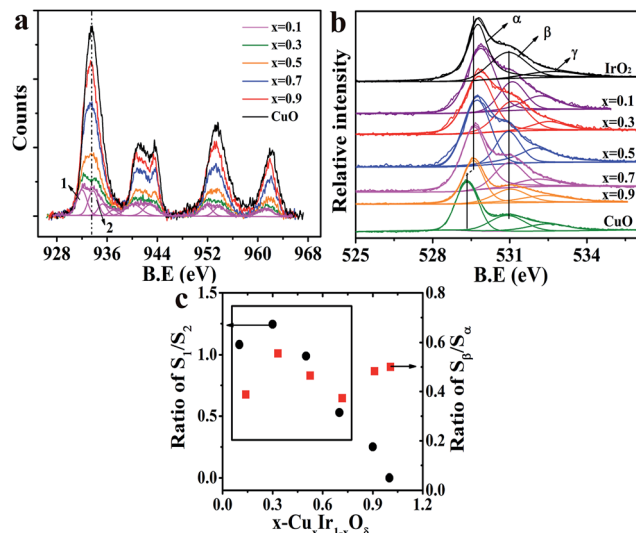 a
Counts
x=0.1
x=0.3
x=0.5
x=0.7
x=0.9
CuO
1
2
928 936 944 952 960 968
B.E (eV)
b
Relative intensity
α
β
γ
IrO₂
x=0.1
x=0.3
x=0.5
x=0.7
x=0.9
CuO
525 529 531 535
B.E (eV)
c
Ratio of S₁/S₂
1.5
1.0
0.5
0.0
Ratio of Sβ/Sα
0.8
0.6
0.4
0.2
0.0
0.0 0.3 0.6 0.9 1.2
x-CuₓIr₁₋ₓOδ